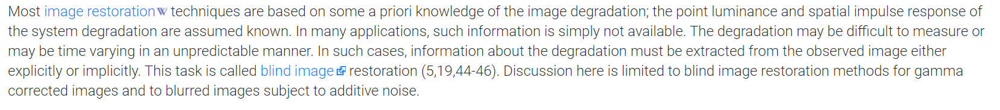 Most image restoration techniques are based on some a priori knowledge of the image degradation; the point luminance and spatial impulse response of
the system degradation are assumed known. In many applications, such information is simply not available. The degradation may be difficult to measure or
may be time varying in an unpredictable manner. In such cases, information about the degradation must be extracted from the observed image either
explicitly or implicitly. This task is called blind image restoration (5,19,44-46). Discussion here is limited to blind image restoration methods for gamma
corrected images and to blurred images subject to additive noise.